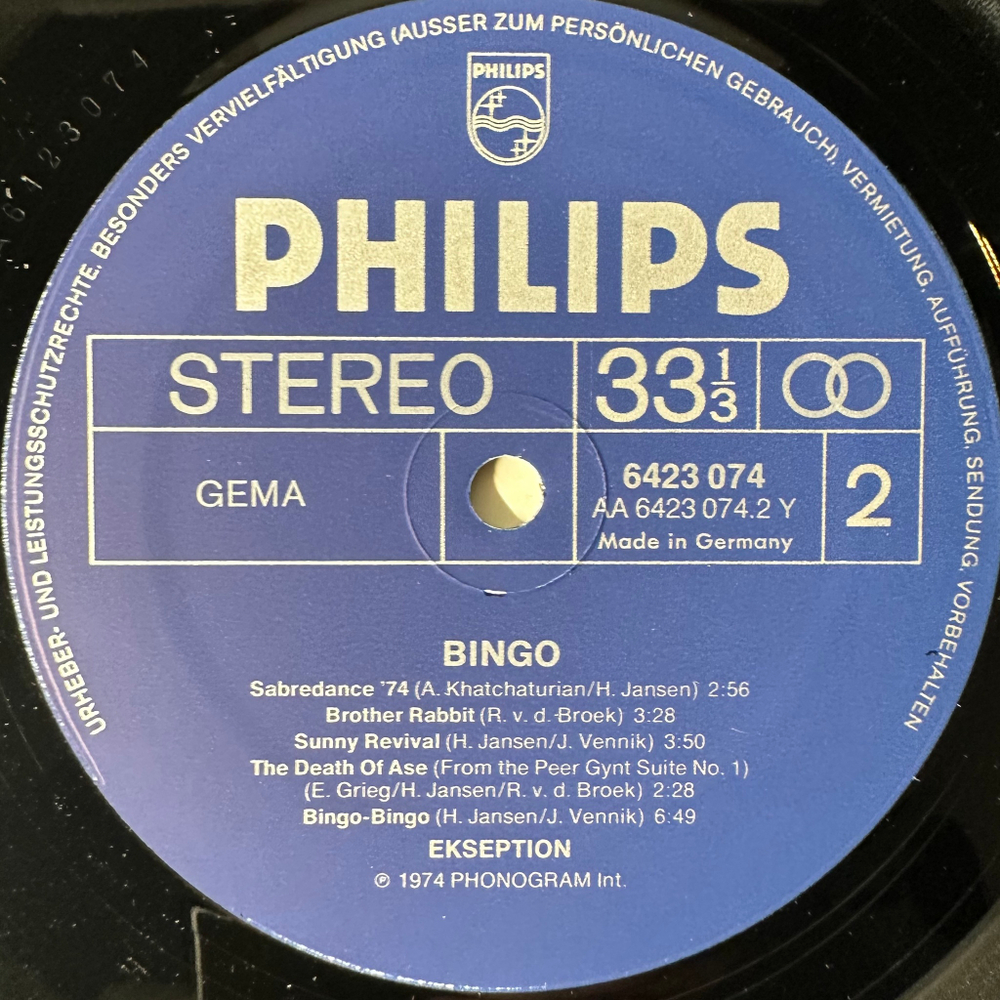 URHEBER- UND LEISTUNGSSCHUTZRECHTE, BESONDERS VERVIELFÄLTIGUNG (AUSSER ZUM PERSÖNLICHEN GEBRAUCH), VERMIETUNG, AUFFÜHRUNG, SENDUNG, VORBEHALTEN
PHILIPS
PHILIPS
STEREO 33 1/3
GEMA
6423 074
AA 6423 074.2 Y
Made in Germany
2
BINGO
Sabredance '74 (A. Khatchaturian/H. Jansen) 2:56
Brother Rabbit (R. v. d. Broek) 3:28
Sunny Revival (H. Jansen/J. Vennik) 3:50
The Death Of Ase (From the Peer Gynt Suite No. 1)
(E. Grieg/H. Jansen/R. v. d. Broek) 2:28
Bingo-Bingo (H. Jansen/J. Vennik) 6:49
EKSEPTION
℗ 1974 PHONOGRAM Int.